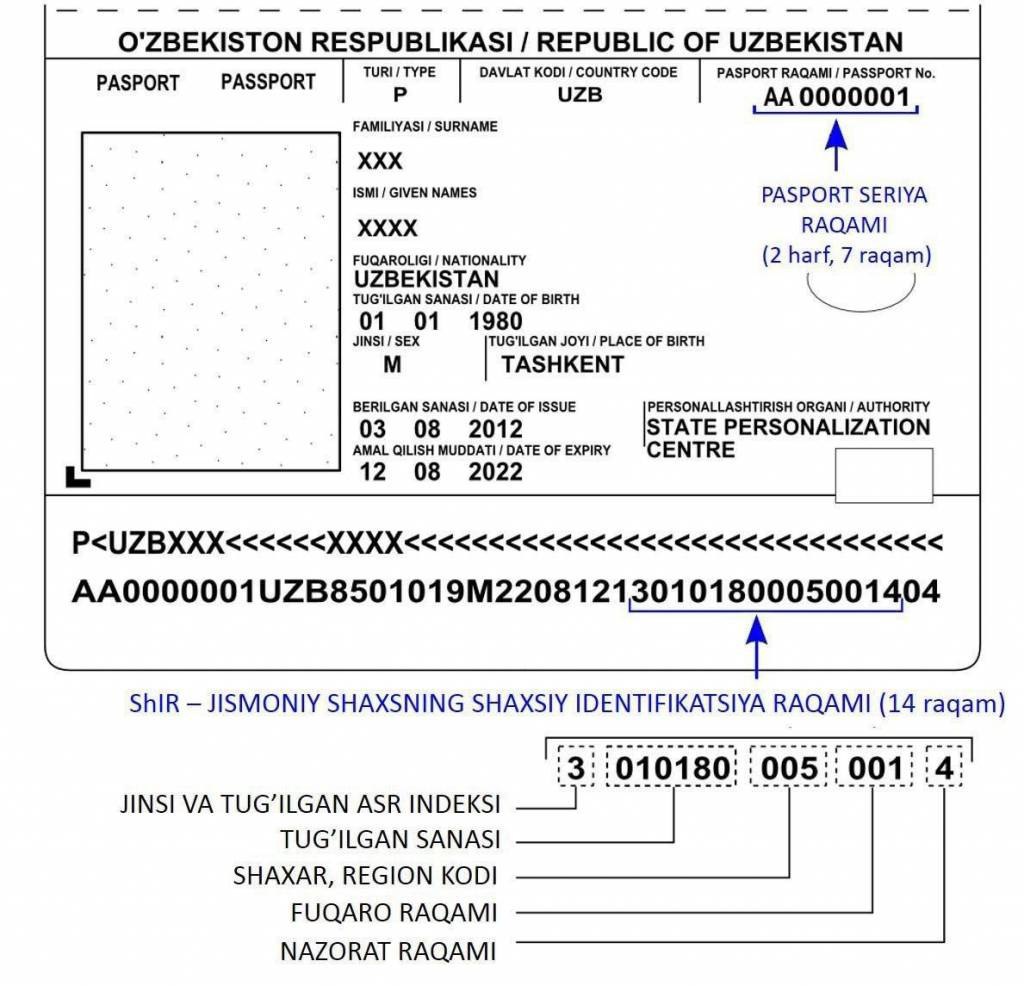 O'ZBEKISTON RESPUBLIKASI / REPUBLIC OF UZBEKISTAN
PASPORT PASSPORT
TURI / TYPE
P
DAVLAT KODI / COUNTRY CODE
UZB
PASPORT RAQAMI / PASSPORT No.
AA 0000001
PASPORT SERIYA
RAQAMI
(2 harf, 7 raqam)
FAMILIYASI / SURNAME
XXX
ISMI / GIVEN NAMES
XXXX
FUQAROLIGI / NATIONALITY
UZBEKISTAN
TUG'ILGAN SANASI / DATE OF BIRTH
01 01 1980
JINSI / SEX
M
TUG'ILGAN JOYI / PLACE OF BIRTH
TASHKENT
BERILGAN SANASI / DATE OF ISSUE
03 08 2012
AMAL QILISH MUDDATI / DATE OF EXPIRY
12 08 2022
PERSONALLASHTIRISH ORGANI / AUTHORITY
STATE PERSONALIZATION
CENTRE
P<UZBXXX<<<<<<XXXX<<<<<<<<<<<<<<<<<<<<<<<<<<<<<<<
AA0000001UZB8501019M22081213010180005001404
ShIR – JISMONIY SHAXSNING SHAXSIY IDENTIFIKATSIYA RAQAMI (14 raqam)
3 010180 005 001 4
JINSI VA TUG’ILGAN ASR INDEKSI
TUG’ILGAN SANASI
SHAXAR, REGION KODI
FUQARO RAQAMI
NAZORAT RAQAMI